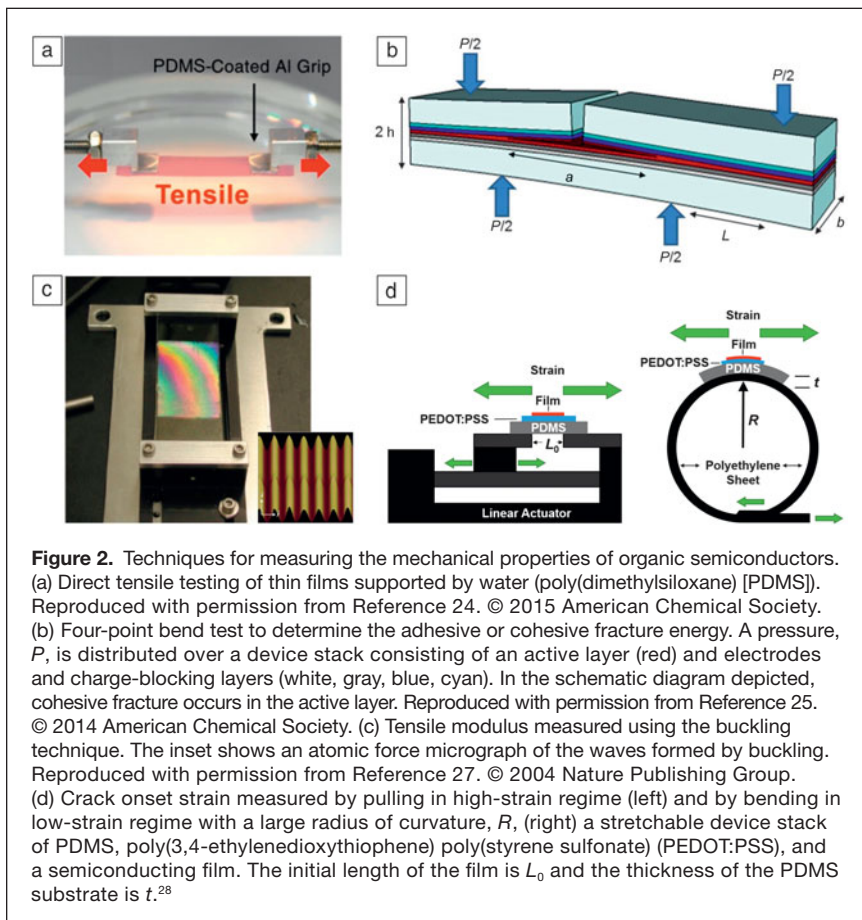 a
PDMS-Coated Al Grip
Tensile
b
P/2
P/2
2 h
a
P/2
L
b
P/2
c
d
Strain
Film
PEDOT:PSS
PDMS
L0
Linear Actuator
Strain
Film
PEDOT:PSS
PDMS
t
R
Polyethylene
Sheet
Figure 2. Techniques for measuring the mechanical properties of organic semiconductors.
(a) Direct tensile testing of thin films supported by water (poly(dimethylsiloxane) [PDMS]).
Reproduced with permission from Reference 24. © 2015 American Chemical Society.
(b) Four-point bend test to determine the adhesive or cohesive fracture energy. A pressure,
P, is distributed over a device stack consisting of an active layer (red) and electrodes
and charge-blocking layers (white, gray, blue, cyan). In the schematic diagram depicted,
cohesive fracture occurs in the active layer. Reproduced with permission from Reference 25.
© 2014 American Chemical Society. (c) Tensile modulus measured using the buckling
technique. The inset shows an atomic force micrograph of the waves formed by buckling.
Reproduced with permission from Reference 27. © 2004 Nature Publishing Group.
(d) Crack onset strain measured by pulling in high-strain regime (left) and by bending in
low-strain regime with a large radius of curvature, R, (right) a stretchable device stack
of PDMS, poly(3,4-ethylenedioxythiophene) poly(styrene sulfonate) (PEDOT:PSS), and
a semiconducting film. The initial length of the film is L0 and the thickness of the PDMS
substrate is t.28